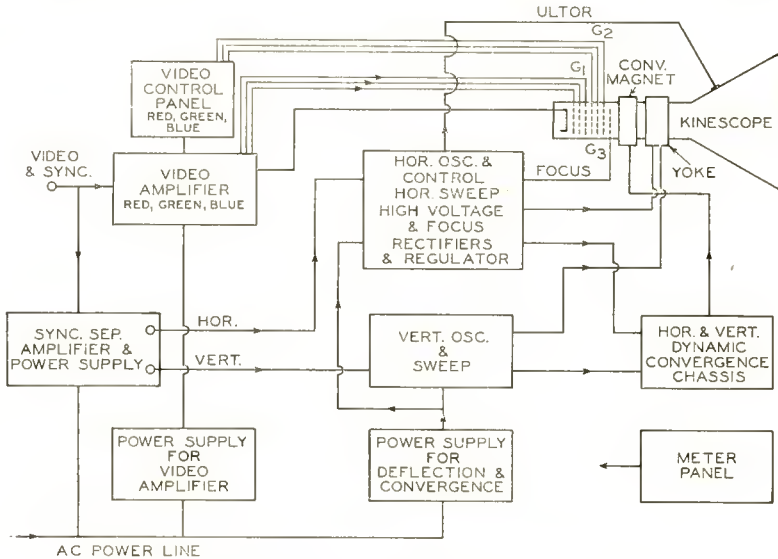 ULTOR
G2
VIDEO
CONTROL
PANEL
RED, GREEN,
BLUE
G1
CONV.
MAGNET
KINESCOPE
G3
YOKE
VIDEO
& SYNC.
VIDEO
AMPLIFIER
RED, GREEN, BLUE
HOR. OSC. &
CONTROL
HOR. SWEEP
HIGH VOLTAGE
& FOCUS
RECTIFIERS
& REGULATOR
FOCUS
SYNC. SEP.
AMPLIFIER &
POWER SUPPLY
HOR.
VERT.
VERT. OSC.
&
SWEEP
HOR. & VERT.
DYNAMIC
CONVERGENCE
CHASSIS
POWER SUPPLY
FOR
VIDEO
AMPLIFIER
POWER SUPPLY
FOR
DEFLECTION &
CONVERGENCE
METER
PANEL
AC POWER LINE